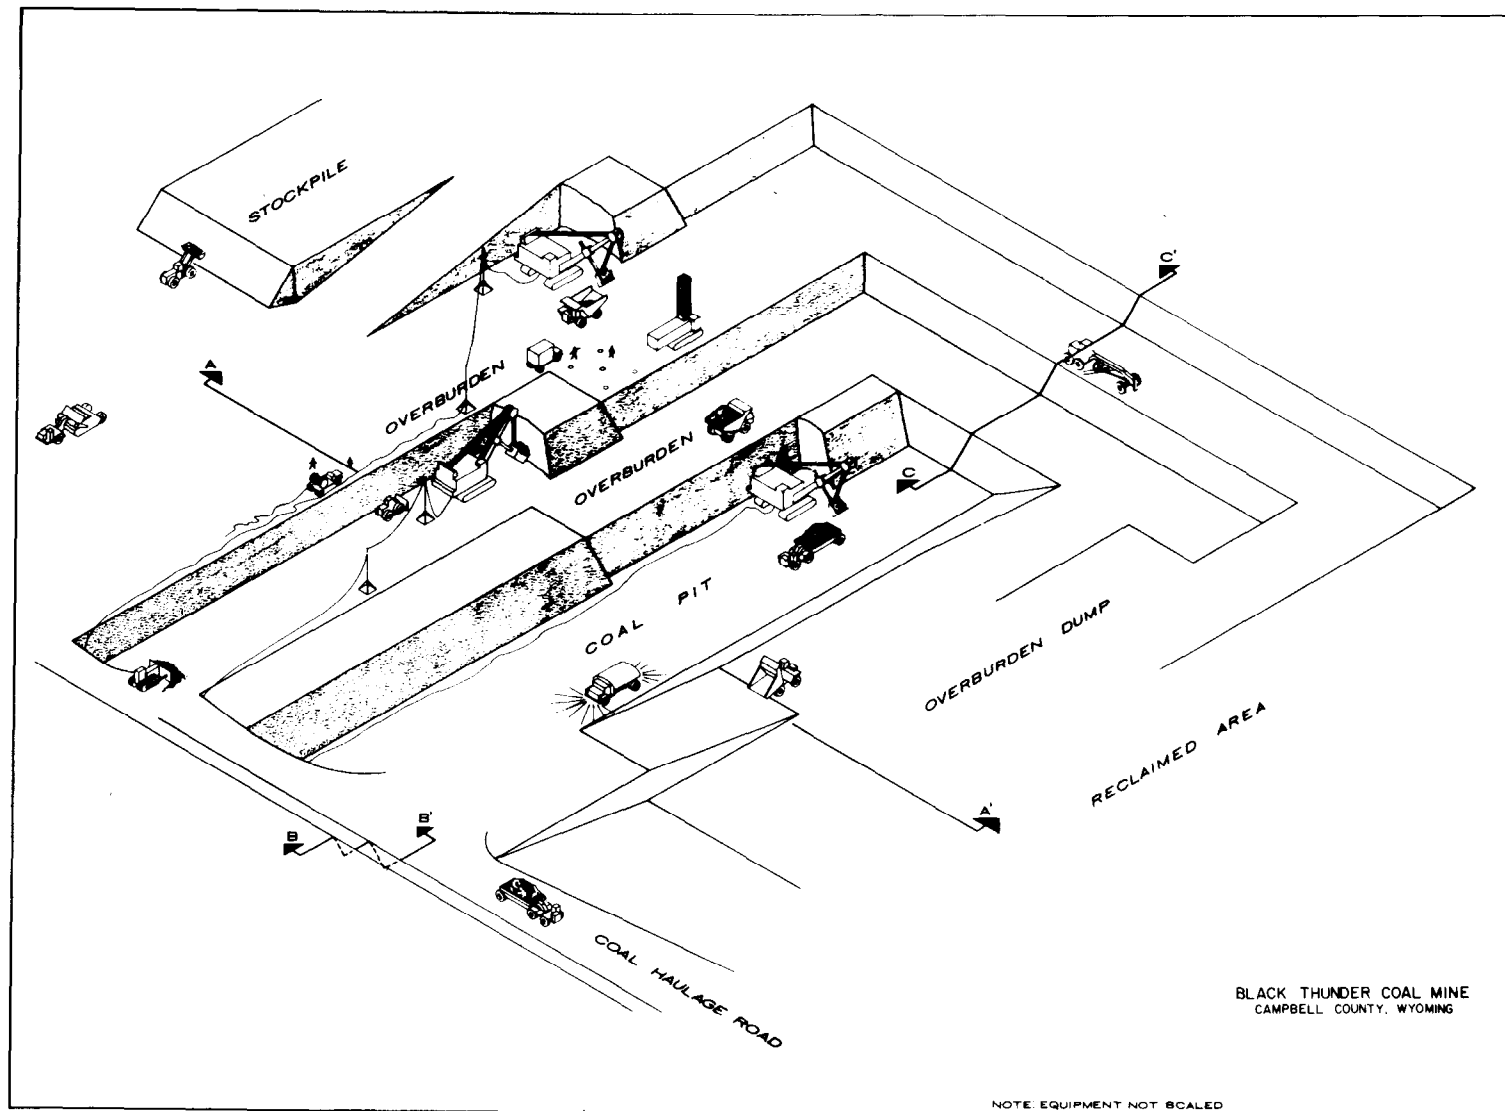 STOCKPILE
C'
A
OVERBURDEN
OVERBURDEN
C
COAL PIT
OVERBURDEN DUMP
RECLAIMED AREA
A'
B
B'
COAL HAULAGE ROAD
BLACK THUNDER COAL MINE
CAMPBELL COUNTY, WYOMING
NOTE: EQUIPMENT NOT SCALED